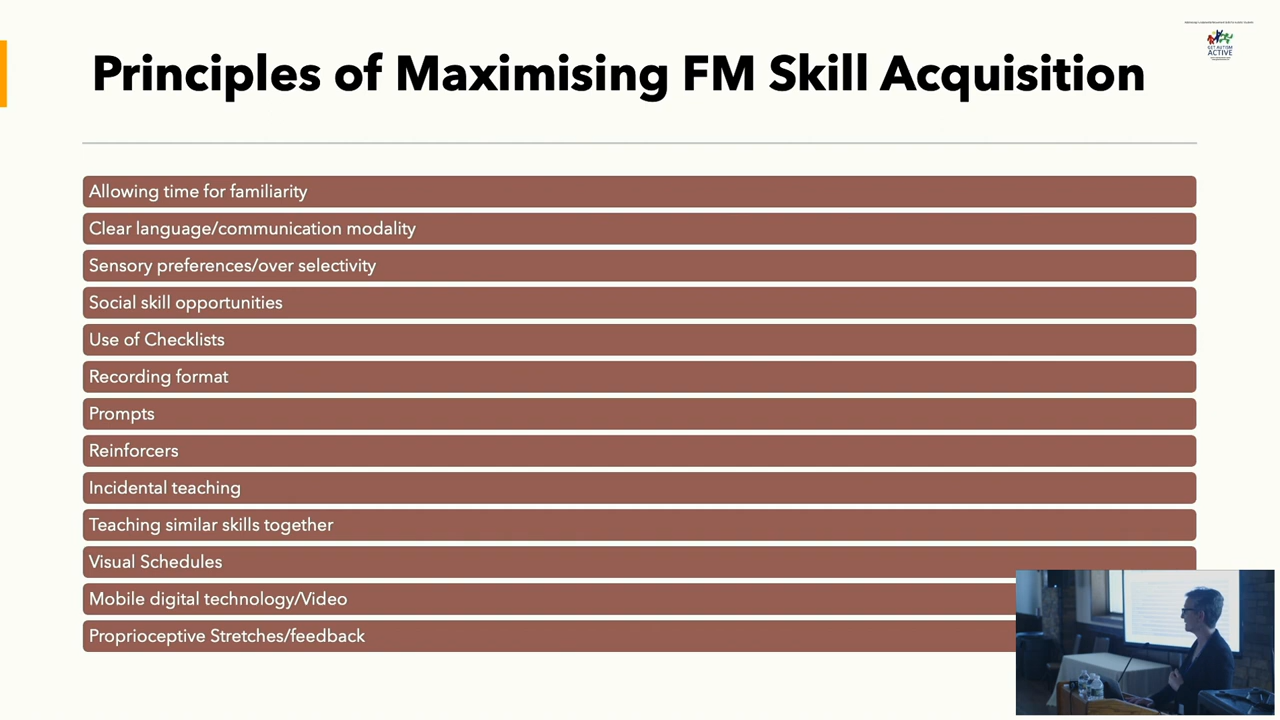 Principles of Maximising FM Skill Acquisition
GET AUTISM
ACTIVE
Allowing time for familiarity
Clear language/communication modality
Sensory preferences/over selectivity
Social skill opportunities
Use of Checklists
Recording format
Prompts
Reinforcers
Incidental teaching
Teaching similar skills together
Visual Schedules
Mobile digital technology/Video
Proprioceptive Stretches/feedback